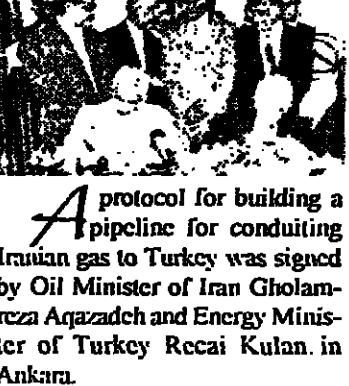 A protocol for building a
pipeline for conduiting
Iranian gas to Turkey was signed
by Oil Minister of Iran Gholam-
reza Aqazadeh and Energy Minis-
ter of Turkey Recai Kulan. in
Ankara.